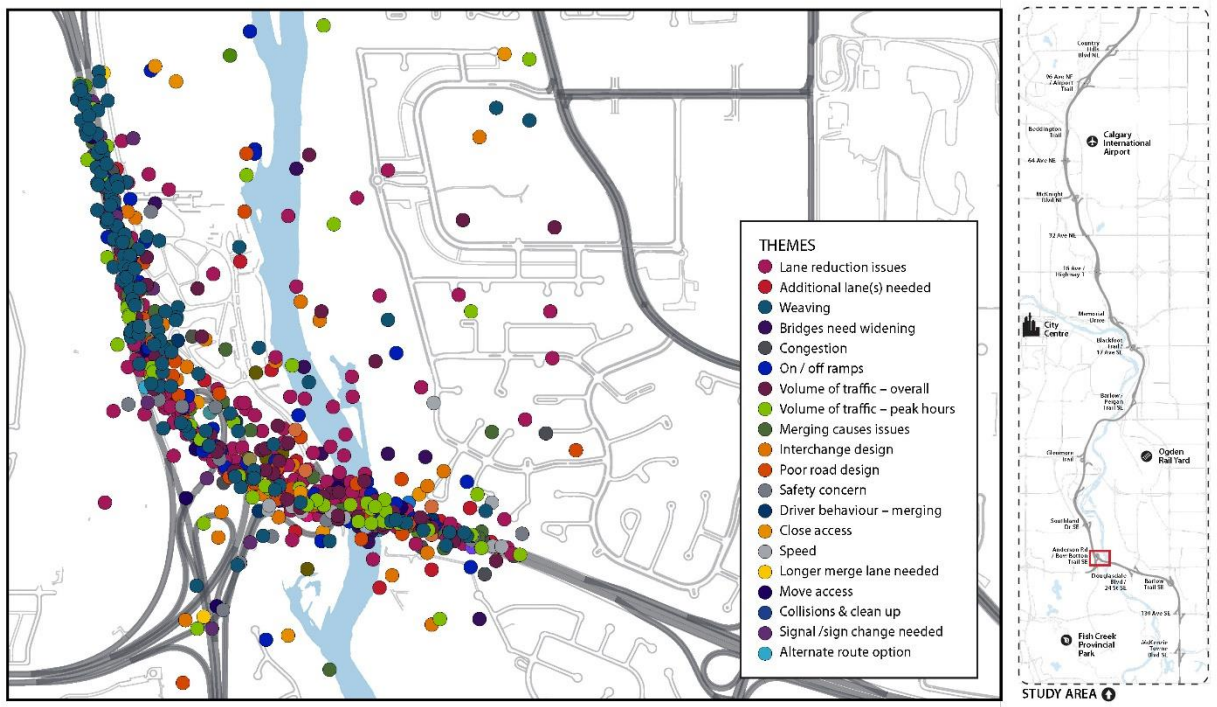 THEMES
Lane reduction issues
Additional lane(s) needed
Weaving
Bridges need widening
Congestion
On / off ramps
Volume of traffic – overall
Volume of traffic – peak hours
Merging causes issues
Interchange design
Poor road design
Safety concern
Driver behaviour – merging
Close access
Speed
Longer merge lane needed
Move access
Collisions & clean up
Signal /sign change needed
Alternate route option
Country
Hills
Blvd NE
96 Ave NE
/ Airport
Trail
Calgary
International
Airport
Beddington
Trail
64 Ave NE
McKnight
Blvd NE
32 Ave NE
16 Ave /
Highway 1
Memorial
Drive
City
Centre
Blackfoot
Trail /
17 Ave SE
Barlow /
Peigan
Trail SE
Glenmore
Trail
Ogden
Rail Yard
Southland
Dr SE
Anderson Rd
/ Bow Bottom
Trail SE
Douglasdale
Blvd /
24 St SE
Barlow
Trail SE
130 Ave SE
Fish Creek
Provincial
Park
McKenzie
Towne
Blvd SE
STUDY AREA